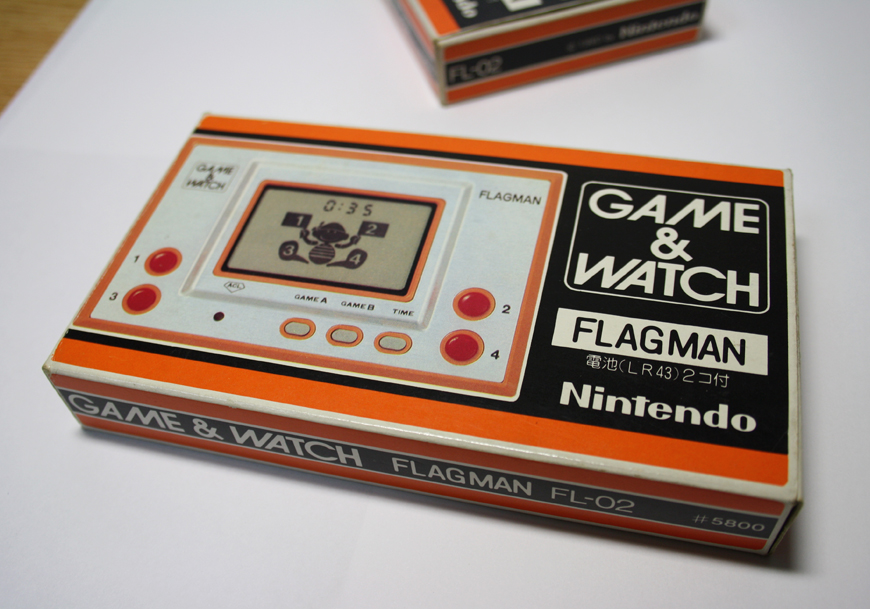 FL-02
Nintendo
GAME
&
WATCH
FLAGMAN
0:35
1
2
3
4
1
3
2
4
ACL
GAME A
GAME B
TIME
GAME
&
WATCH
FLAGMAN
電池(LR43)2コ付
Nintendo
GAME & WATCH FLAGMAN FL-02
#5800